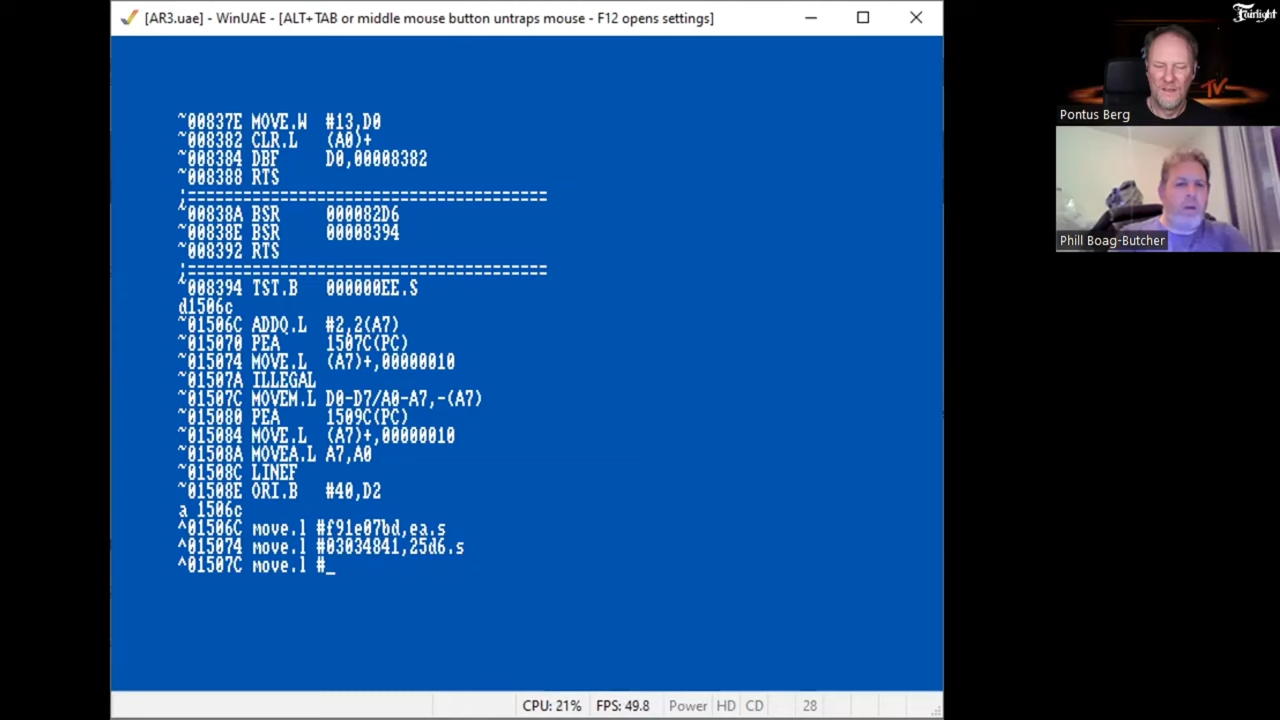 [AR3.uae] - WinUAE - [ALT+TAB or middle mouse button untraps mouse - F12 opens settings]
Fairlight
TV
Pontus Berg
Phill Boag-Butcher
~00837E MOVE.W #13,D0
~008382 CLR.L (A0)+
~008384 DBF D0,00008382
~008388 RTS
;=======================================
~00838A BSR 000082D6
~00838E BSR 00008394
~008392 RTS
;=======================================
~008394 TST.B 000000EE.S
d1506c
~01506C ADDQ.L #2,2(A7)
~015070 PEA 1507C(PC)
~015074 MOVE.L (A7)+,00000010
~01507A ILLEGAL
~01507C MOVEM.L D0-D7/A0-A7,-(A7)
~015080 PEA 1509C(PC)
~015084 MOVE.L (A7)+,00000010
~01508A MOVEA.L A7,A0
~01508C LINEF
~01508E ORI.B #40,D2
a 1506c
^01506C move.l #f91e07bd,ea.s
^015074 move.l #03034841,25d6.s
^01507C move.l #_
CPU: 21% FPS: 49.8 Power HD CD 28